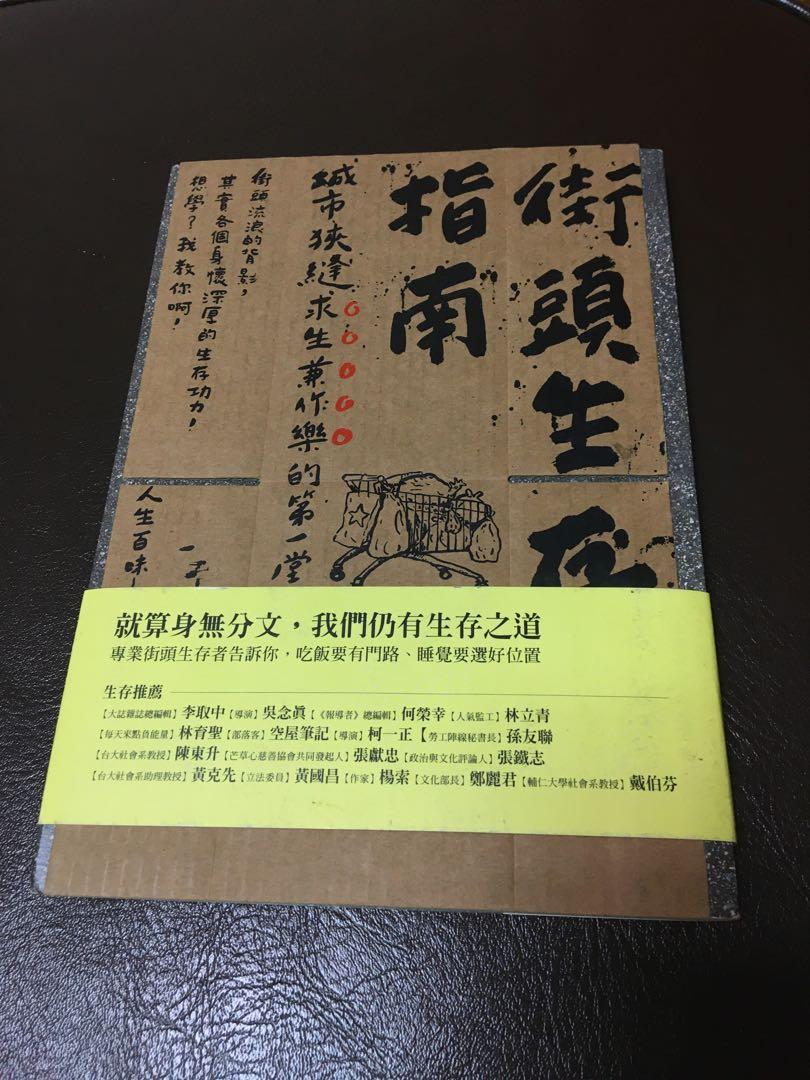 街頭生存
指南
城市狹縫求生兼作樂的第一堂
街頭流浪的背影，
其實各個身懷深厚的生存功力！
想學？我教你啊！
人生百味
就算身無分文，我們仍有生存之道
專業街頭生存者告訴你，吃飯要有門路、睡覺要選好位置
生存推薦
【大誌雜誌總編輯】李取中【導演】吳念真【《報導者》總編輯】何榮幸【人氣監工】林立青
【每天來點負能量】林育聖【部落客】空屋筆記【導演】柯一正【勞工陣線秘書長】孫友聯
【台大社會系教授】陳東升【芒草心慈善協會共同發起人】張獻忠【政治與文化評論人】張鐵志
【台大社會系助理教授】黃克先【立法委員】黃國昌【作家】楊索【文化部長】鄭麗君【輔仁大學社會系教授】戴伯芬